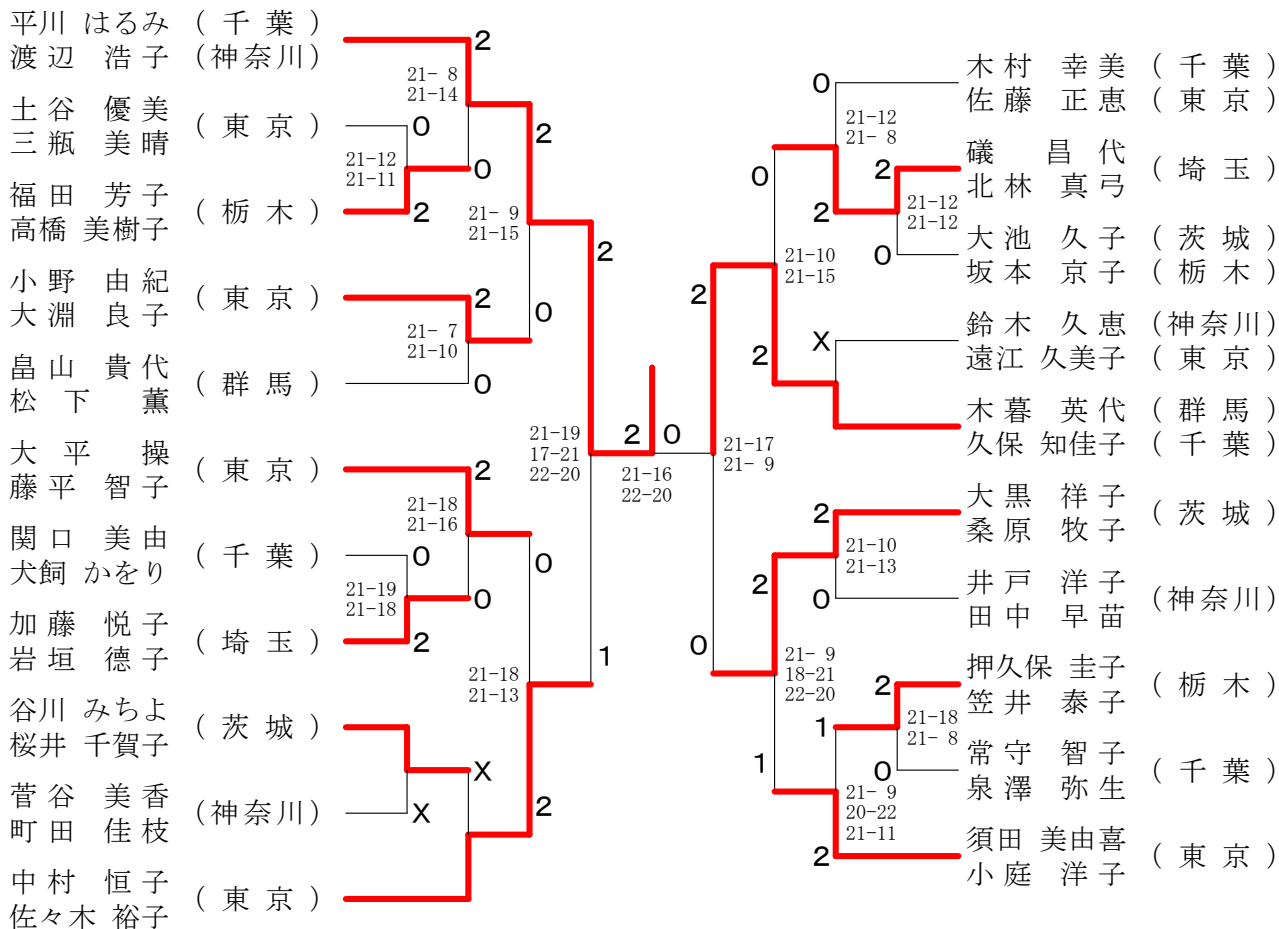 平川 はるみ ( 千 葉 )
渡辺 浩子 (神奈川)
2
21- 8
21-14
土谷 優美
三瓶 美晴
( 東 京 )
0
21-12
21-11
0
福田 芳子
高橋 美樹子
( 栃 木 )
2
2
21- 9
21-15
小野 由紀
大淵 良子
( 東 京 )
2
21- 7
21-10
0
畠山 貴代
松下 薫
( 群 馬 )
0
2
21-19
17-21
22-20
大平 操
藤平 智子
( 東 京 )
2
21-18
21-16
関口 美由
犬飼 かをり
( 千 葉 )
0
21-19
21-18
0
0
加藤 悦子
岩垣 德子
( 埼 玉 )
2
21-18
21-13
1
谷川 みちよ
桜井 千賀子
( 茨 城 )
X
菅谷 美香
町田 佳枝
(神奈川)
X
2
中村 恒子
佐々木 裕子
( 東 京 )
2 0
21-16
22-20
木村 幸美 ( 千 葉 )
佐藤 正恵 ( 東 京 )
0
21-12
21- 8
礒 昌代
北林 真弓
( 埼 玉 )
2
21-12
21-12
0
2
大池 久子 ( 茨 城 )
坂本 京子 ( 栃 木 )
0
21-10
21-15
2
鈴木 久恵 (神奈川)
遠江 久美子 ( 東 京 )
X
2
木暮 英代 ( 群 馬 )
久保 知佳子 ( 千 葉 )
21-17
21- 9
大黒 祥子
桑原 牧子
( 茨 城 )
2
21-10
21-13
2
井戸 洋子
田中 早苗
(神奈川)
0
0
21- 9
18-21
22-20
押久保 圭子
笠井 泰子
( 栃 木 )
2
21-18
21- 8
1
常守 智子
泉澤 弥生
( 千 葉 )
0
1
21- 9
20-22
21-11
須田 美由喜
小庭 洋子
( 東 京 )
2